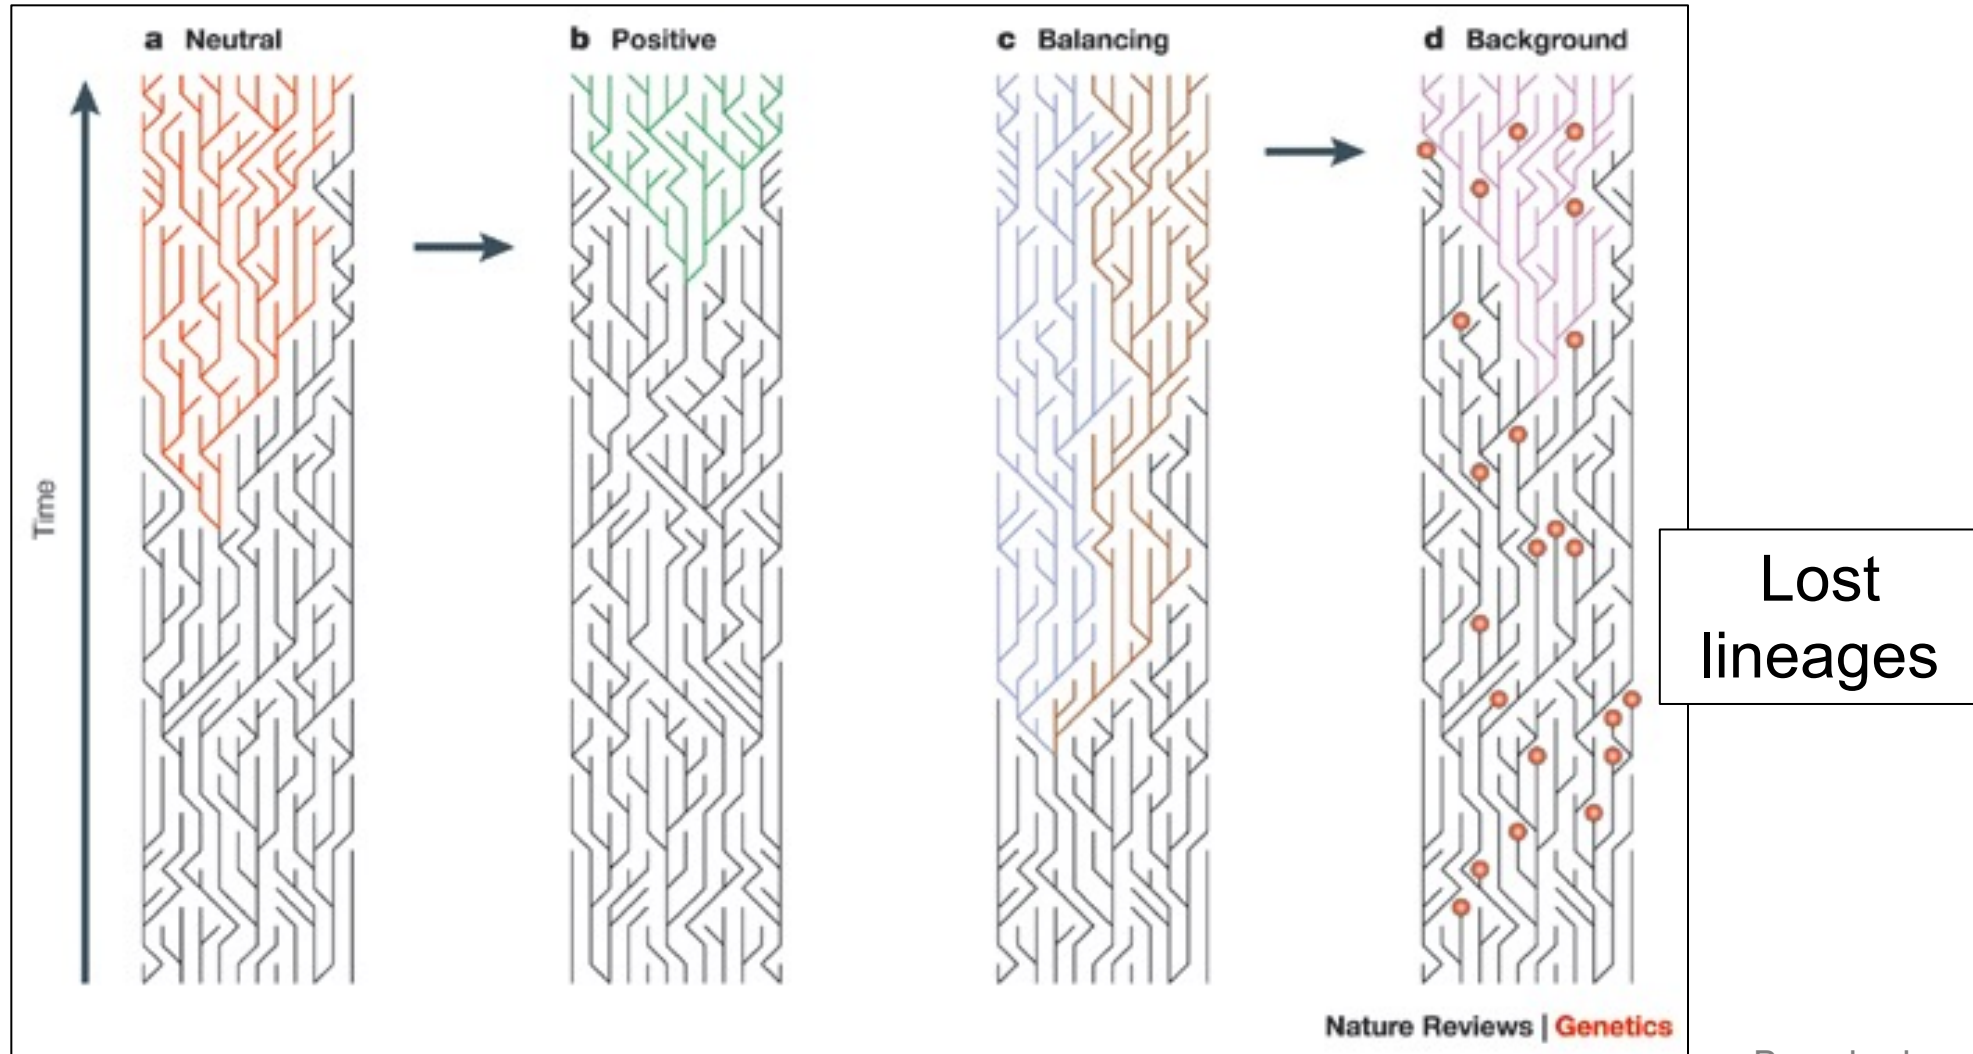 a Neutral
b Positive
c Balancing
d Background
Time
Lost
lineages
Nature Reviews | Genetics